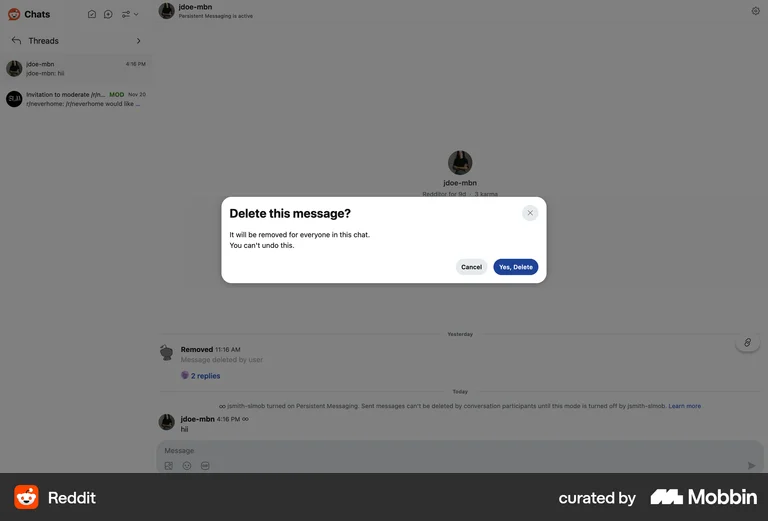 Chats
Threads
jdoe-mbn
4:16 PM
jdoe-mbn: hii
Invitation to moderate /r/n... MOD Nov 20
r/neverhome: /r/neverhome would like ...
jdoe-mbn
Persistent Messaging is active
jdoe-mbn
Redditor for 9d · 3 karma
Delete this message?
It will be removed for everyone in this chat.
You can't undo this.
Cancel
Yes, Delete
Yesterday
Removed 11:16 AM
Message deleted by user
2 replies
Today
jsmith-slmob turned on Persistent Messaging. Sent messages can't be deleted by conversation participants until this mode is turned off by jsmith-slmob. Learn more
jdoe-mbn 4:16 PM
hii
Message
Reddit
curated by Mobbin